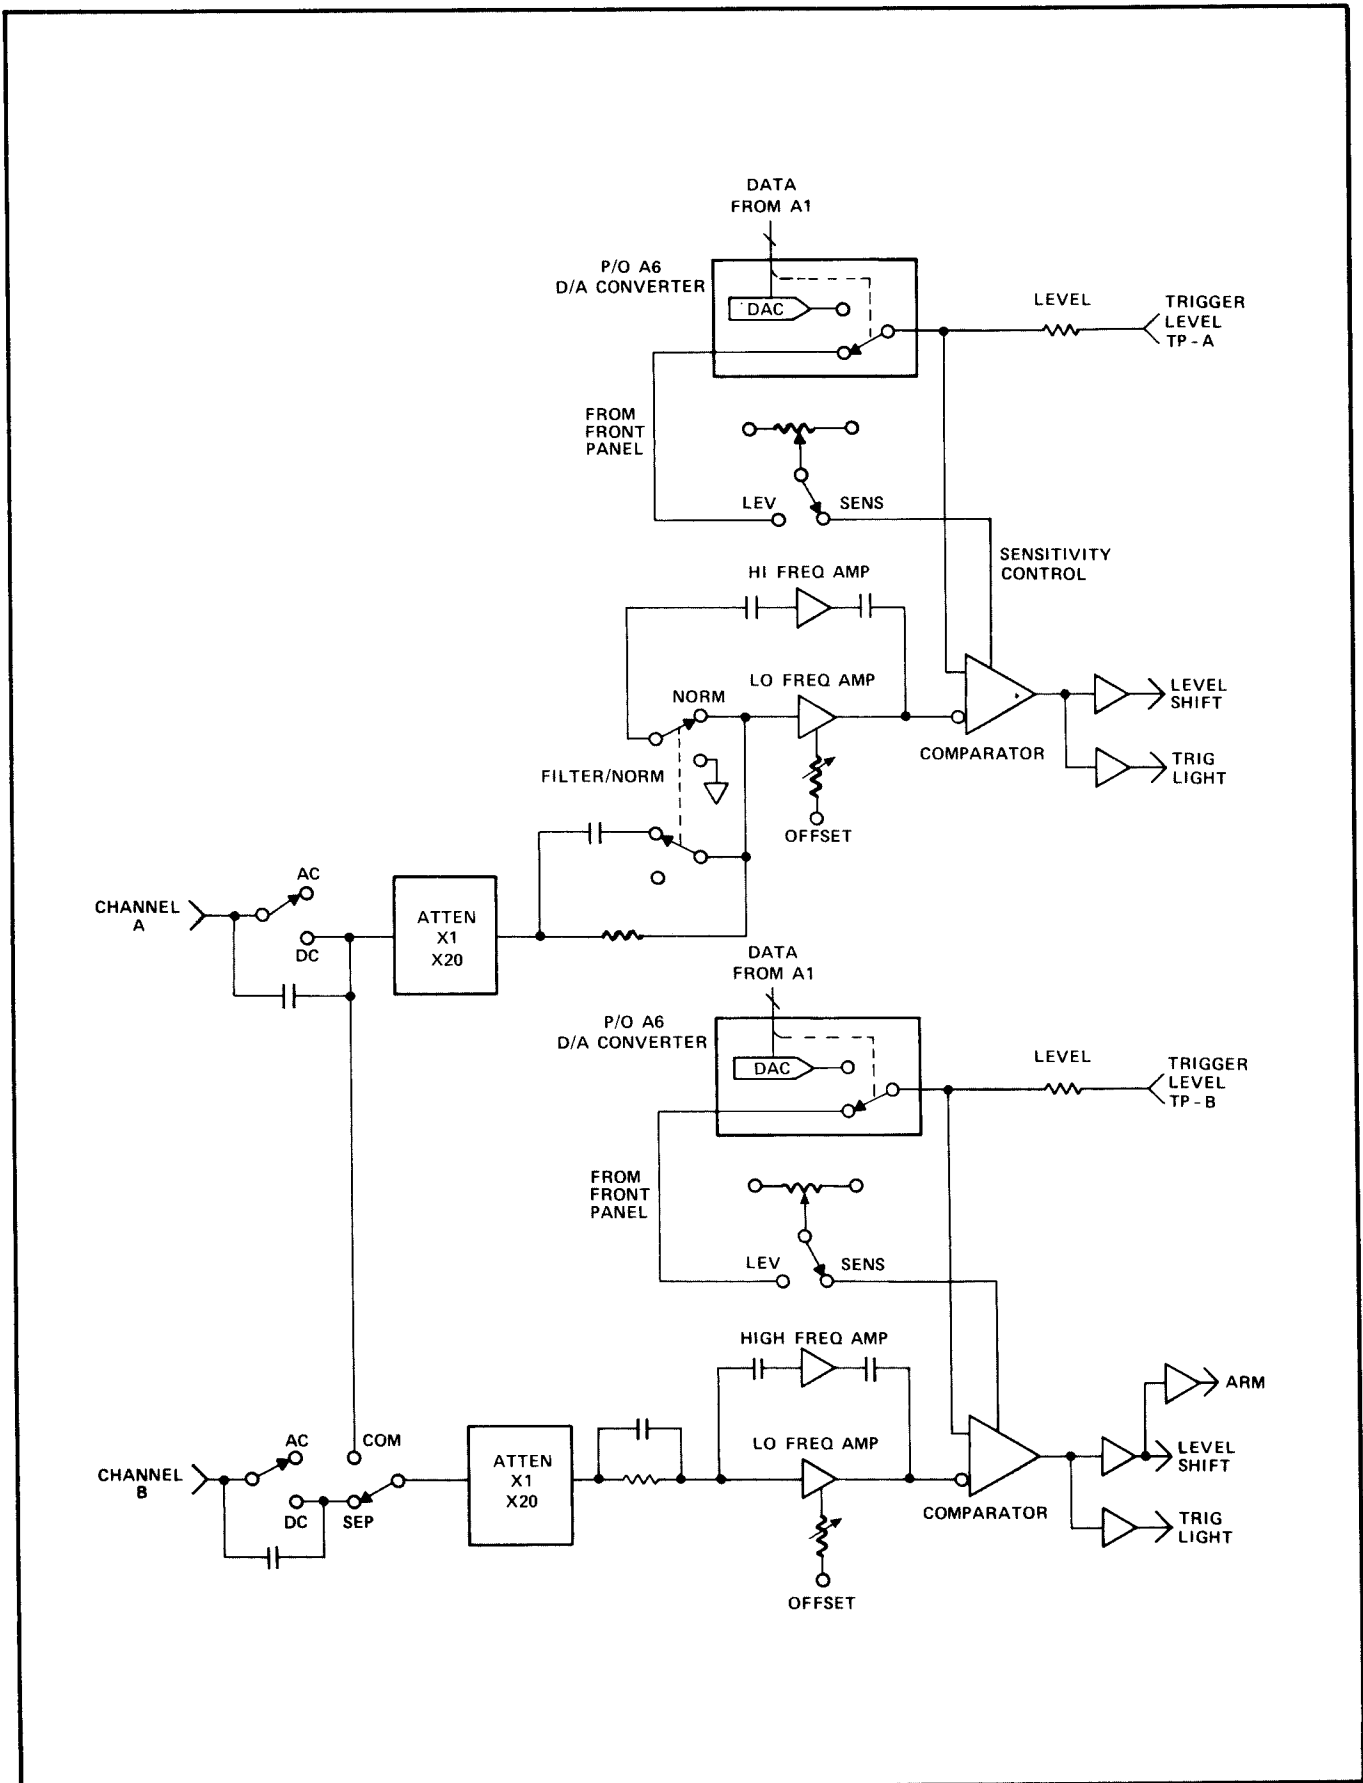 DATA
FROM A1
P/O A6
D/A CONVERTER
DAC
LEVEL
TRIGGER
LEVEL
TP-A
FROM
FRONT
PANEL
LEV
SENS
SENSITIVITY
CONTROL
HI FREQ AMP
LO FREQ AMP
NORM
LEVEL
SHIFT
COMPARATOR
TRIG
LIGHT
FILTER/NORM
OFFSET
CHANNEL
A
AC
DC
ATTEN
X1
X20
DATA
FROM A1
P/O A6
D/A CONVERTER
DAC
LEVEL
TRIGGER
LEVEL
TP-B
FROM
FRONT
PANEL
LEV
SENS
HIGH FREQ AMP
ARM
LO FREQ AMP
CHANNEL
B
AC
DC
COM
SEP
ATTEN
X1
X20
LEVEL
SHIFT
COMPARATOR
TRIG
LIGHT
OFFSET